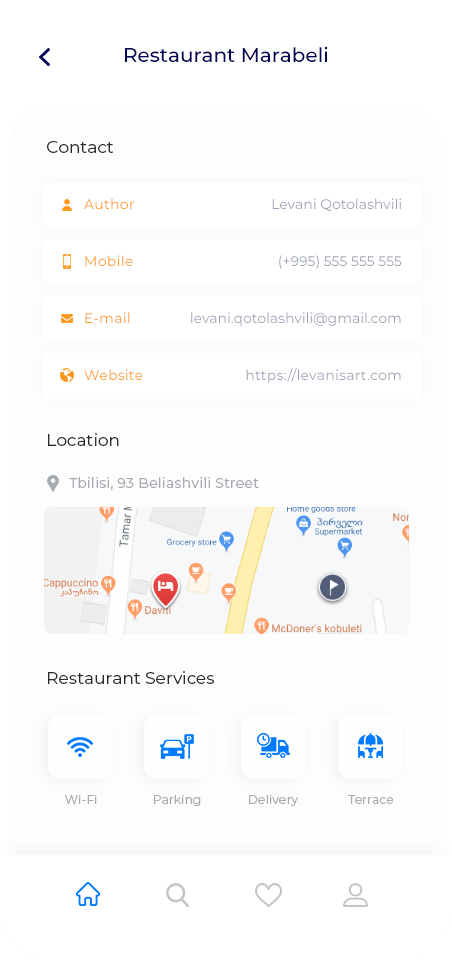 Restaurant Marabeli
Contact
Author Levani Qotolashvili
Mobile (+995) 555 555 555
E-mail levani.qotolashvili@gmail.com
Website https://levanisart.com
Location
Tbilisi, 93 Beliashvili Street
Home goods store
Tamar
Grocery store
პირველი
Supermarket
Cappuccino
კაპუჩინო
Daviti
McDoner's kobuleti
Restaurant Services
P
Wi-Fi Parking Delivery Terrace